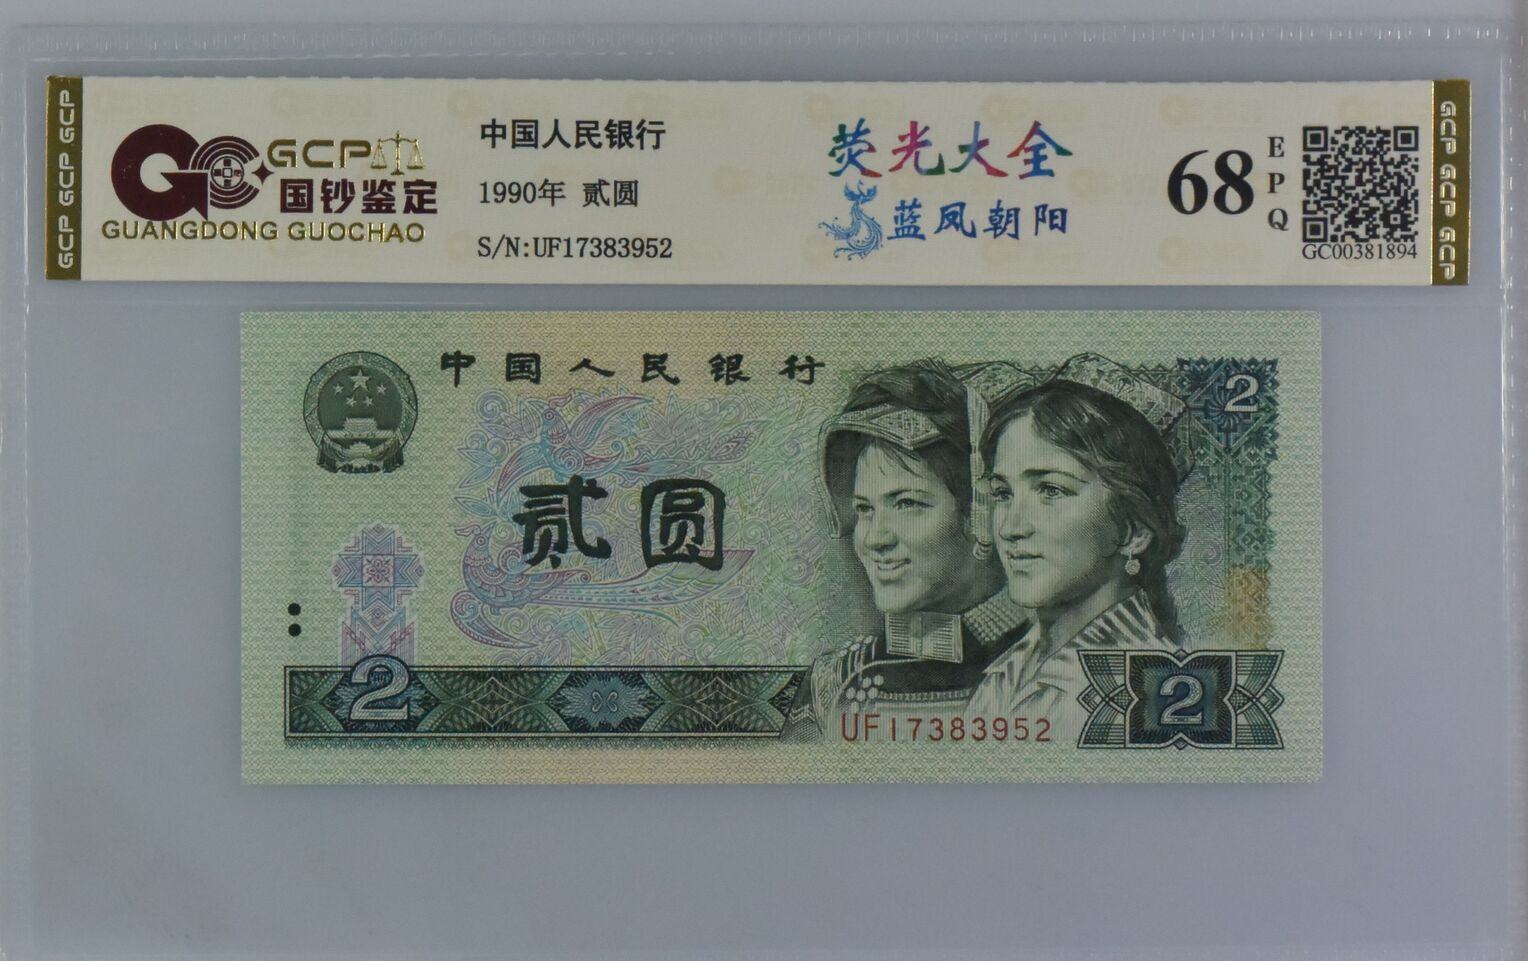 GCP GCP GCP
GCP
国钞鉴定
GUANGDONG GUOCHAO
中国人民银行
1990年 贰圆
S/N:UF17383952
荧光大全
蓝凤朝阳
68
EPQ
GC00381894
GCP GCP GCP
中国人民银行
2
贰圆
2
UF17383952
2